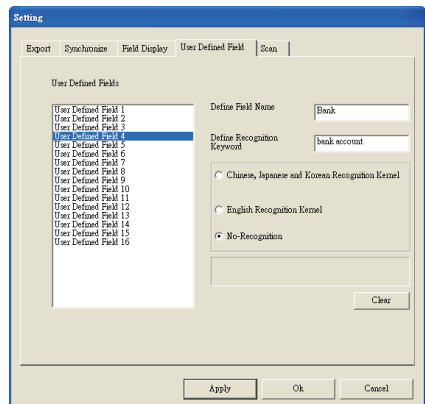 Setting
Export Synchronize Field Display User Defined Field Scan
User Defined Fields
User Defined Field 1
User Defined Field 2
User Defined Field 3
User Defined Field 4
User Defined Field 5
User Defined Field 6
User Defined Field 7
User Defined Field 8
User Defined Field 9
User Defined Field 10
User Defined Field 11
User Defined Field 12
User Defined Field 13
User Defined Field 14
User Defined Field 15
User Defined Field 16
Define Field Name
Bank
Define Recognition
Keyword
bank account
Chinese, Japanese and Korean Recognition Kernel
English Recognition Kernel
No-Recognition
Clear
Apply Ok Cancel